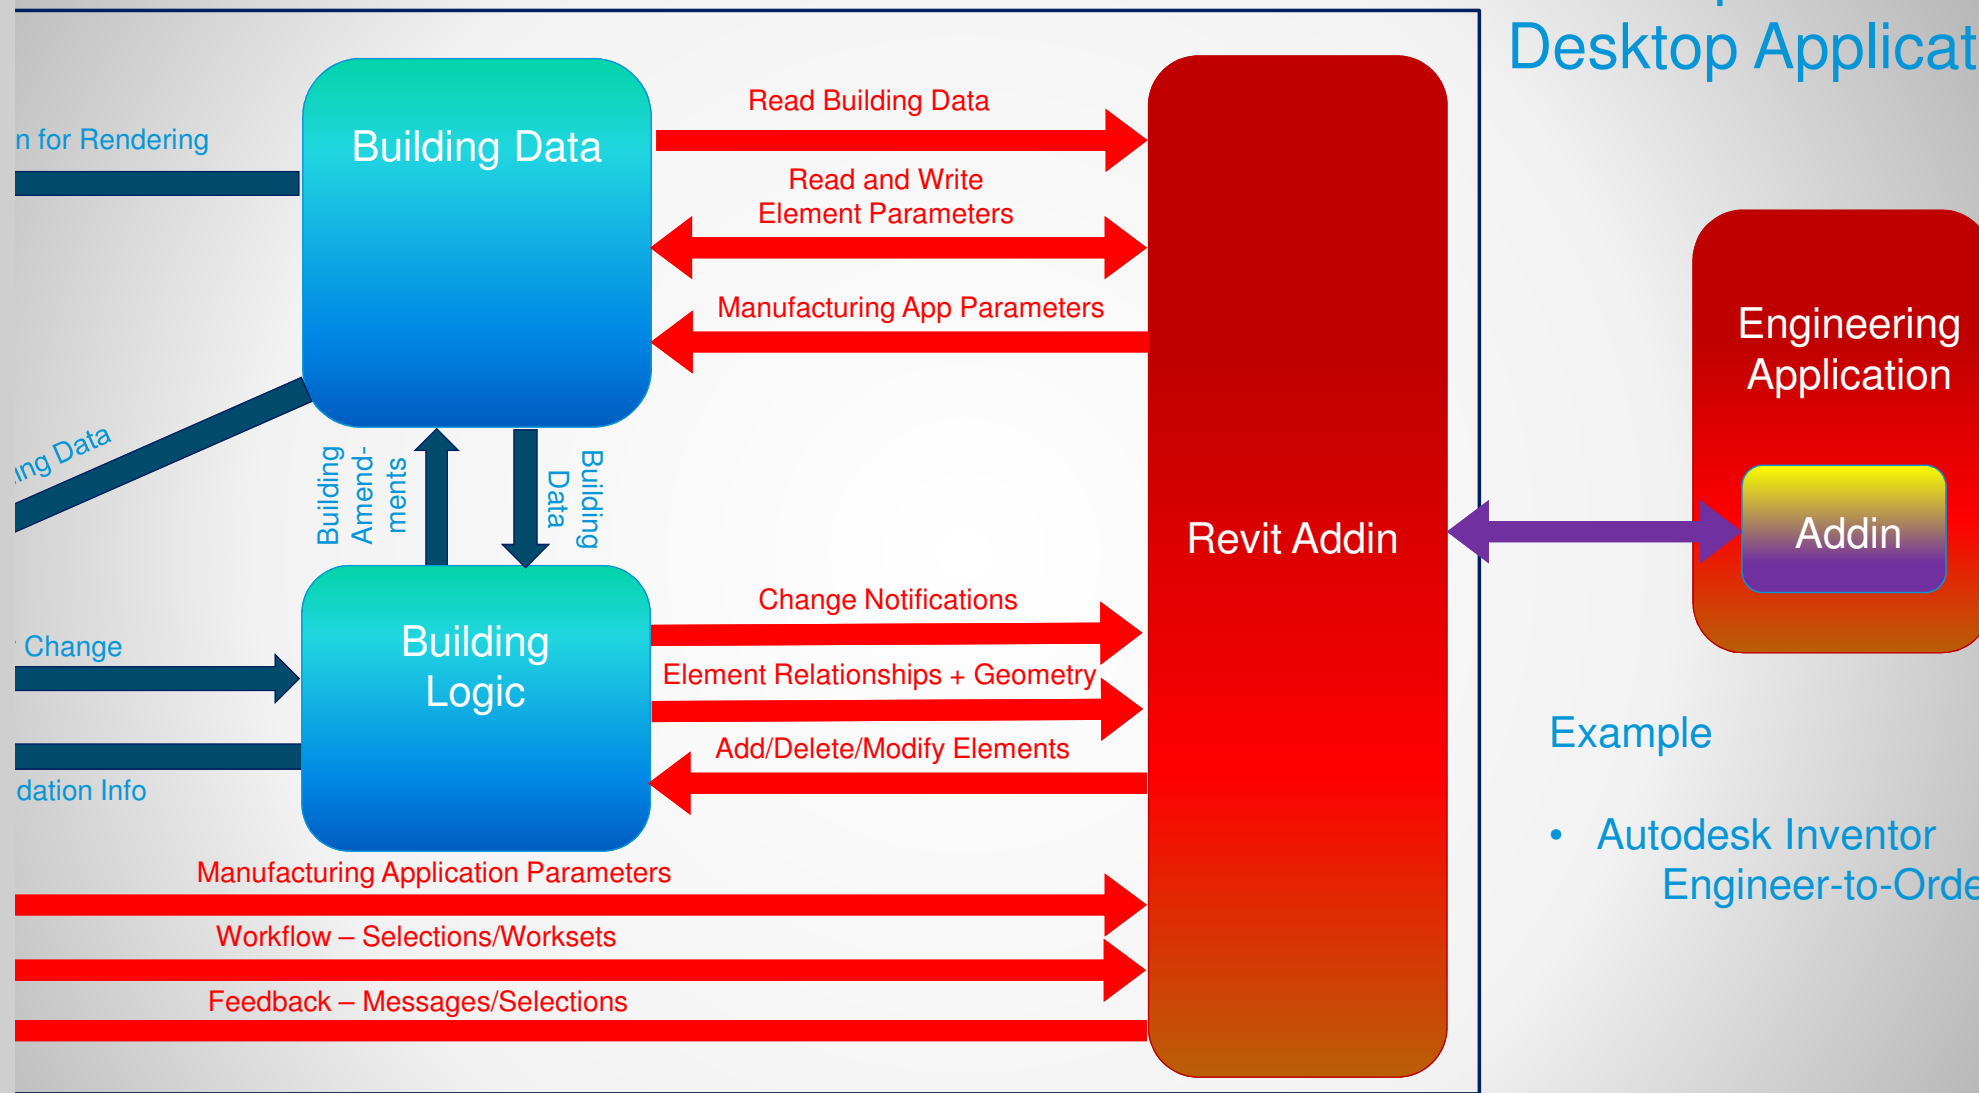 Desktop Applicat
n for Rendering
Building Data
Read Building Data
Read and Write
Element Parameters
Manufacturing App Parameters
Engineering
Application
Addin
ing Data
Building
Amend-
ments
Building
Data
Revit Addin
Change
Building
Logic
dation Info
Change Notifications
Element Relationships + Geometry
Add/Delete/Modify Elements
Manufacturing Application Parameters
Workflow – Selections/Worksets
Feedback – Messages/Selections
Example
• Autodesk Inventor
Engineer-to-Orde